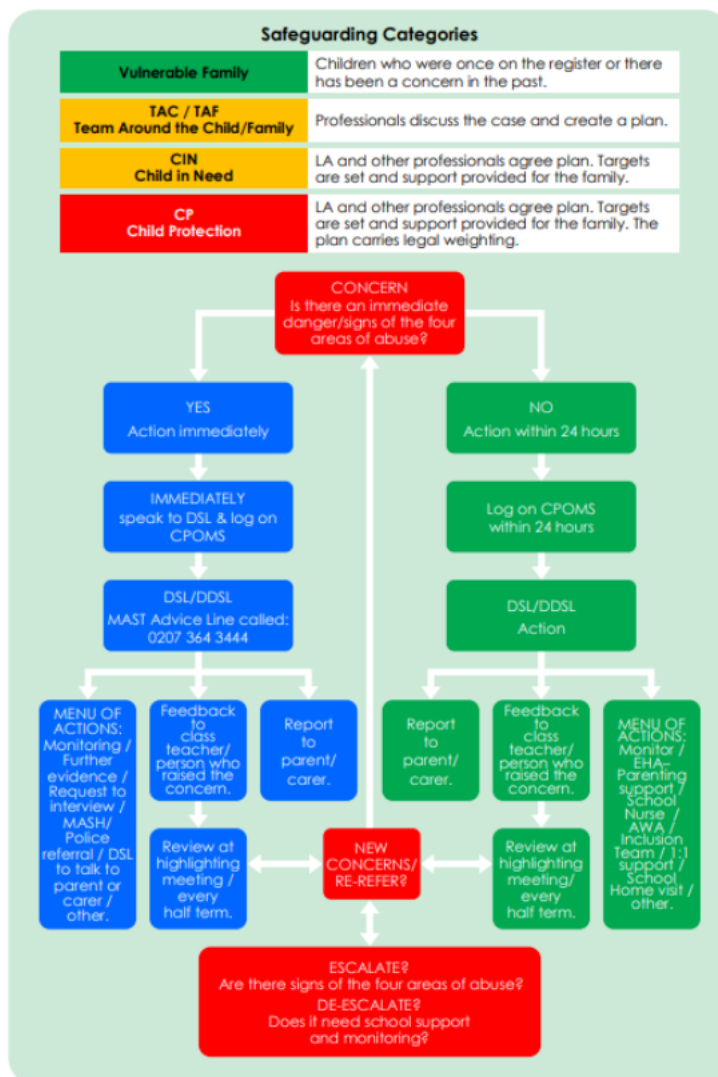 Safeguarding Categories
Vulnerable Family
Children who were once on the register or there
has been a concern in the past.
TAC / TAF
Team Around the Child/Family
Professionals discuss the case and create a plan.
CIN
Child in Need
LA and other professionals agree plan. Targets
are set and support provided for the family.
CP
Child Protection
LA and other professionals agree plan. Targets
are set and support provided for the family. The
plan carries legal weighting.
CONCERN
Is there an immediate
danger/signs of the four
areas of abuse?
YES
Action immediately
NO
Action within 24 hours
IMMEDIATELY
speak to DSL & log on
CPOMS
Log on CPOMS
within 24 hours
DSL/DDSL
MAST Advice Line called:
0207 364 3444
DSL/DDSL
Action
MENU OF
ACTIONS:
Monitoring /
Further
evidence /
Request to
interview /
MASH/
Police
referral / DSL
to talk to
parent or
carer /
other.
Feedback
to
class
teacher/
person who
raised the
concern.
Report
to
parent/
carer.
Report
to
parent/
carer.
Feedback
to
class
teacher/
person who
raised the
concern.
MENU OF
ACTIONS:
Monitor /
EHA–
Parenting
support /
School
Nurse /
AWA /
Inclusion
Team / 1:1
support /
School
Home visit /
other.
Review at
highlighting
meeting /
every
half term.
NEW
CONCERNS/
RE-REFER?
Review at
highlighting
meeting/
every
half term.
ESCALATE?
Are there signs of the four areas of abuse?
DE-ESCALATE?
Does it need school support
and monitoring?